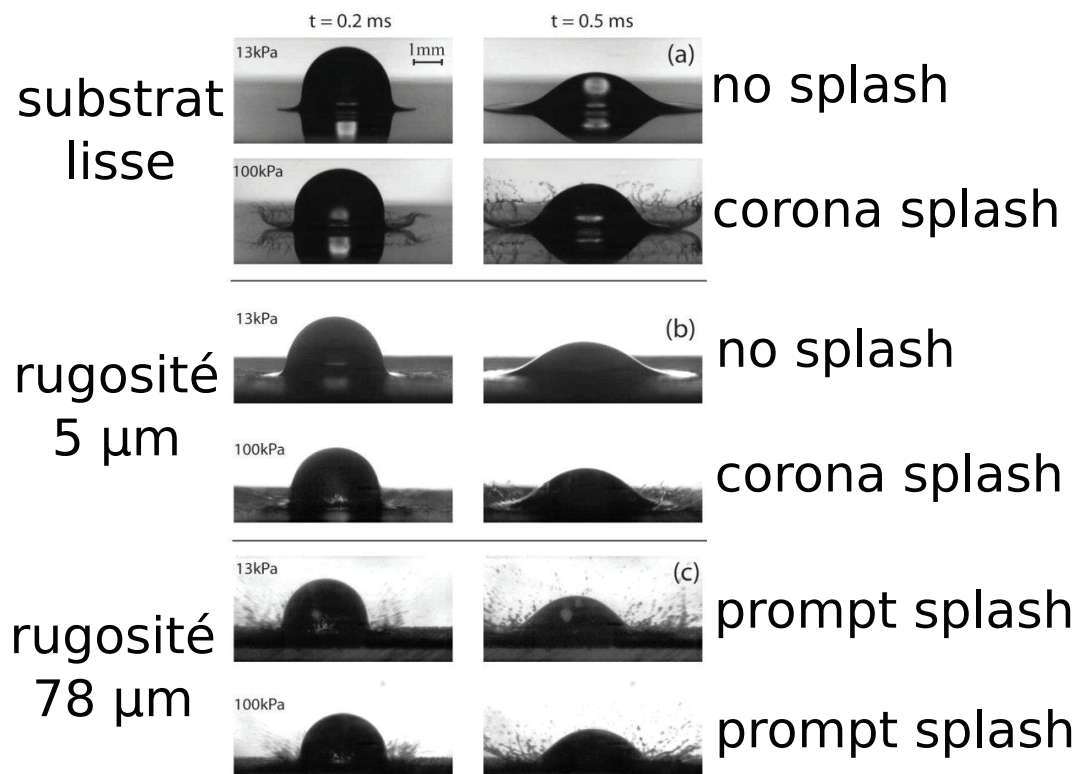 t = 0.2 ms
t = 0.5 ms
substrat
lisse
13kPa
1mm
(a)
no splash
100kPa
corona splash
rugosité
5 µm
13kPa
(b)
no splash
100kPa
corona splash
rugosité
78 µm
13kPa
(c)
prompt splash
100kPa
prompt splash